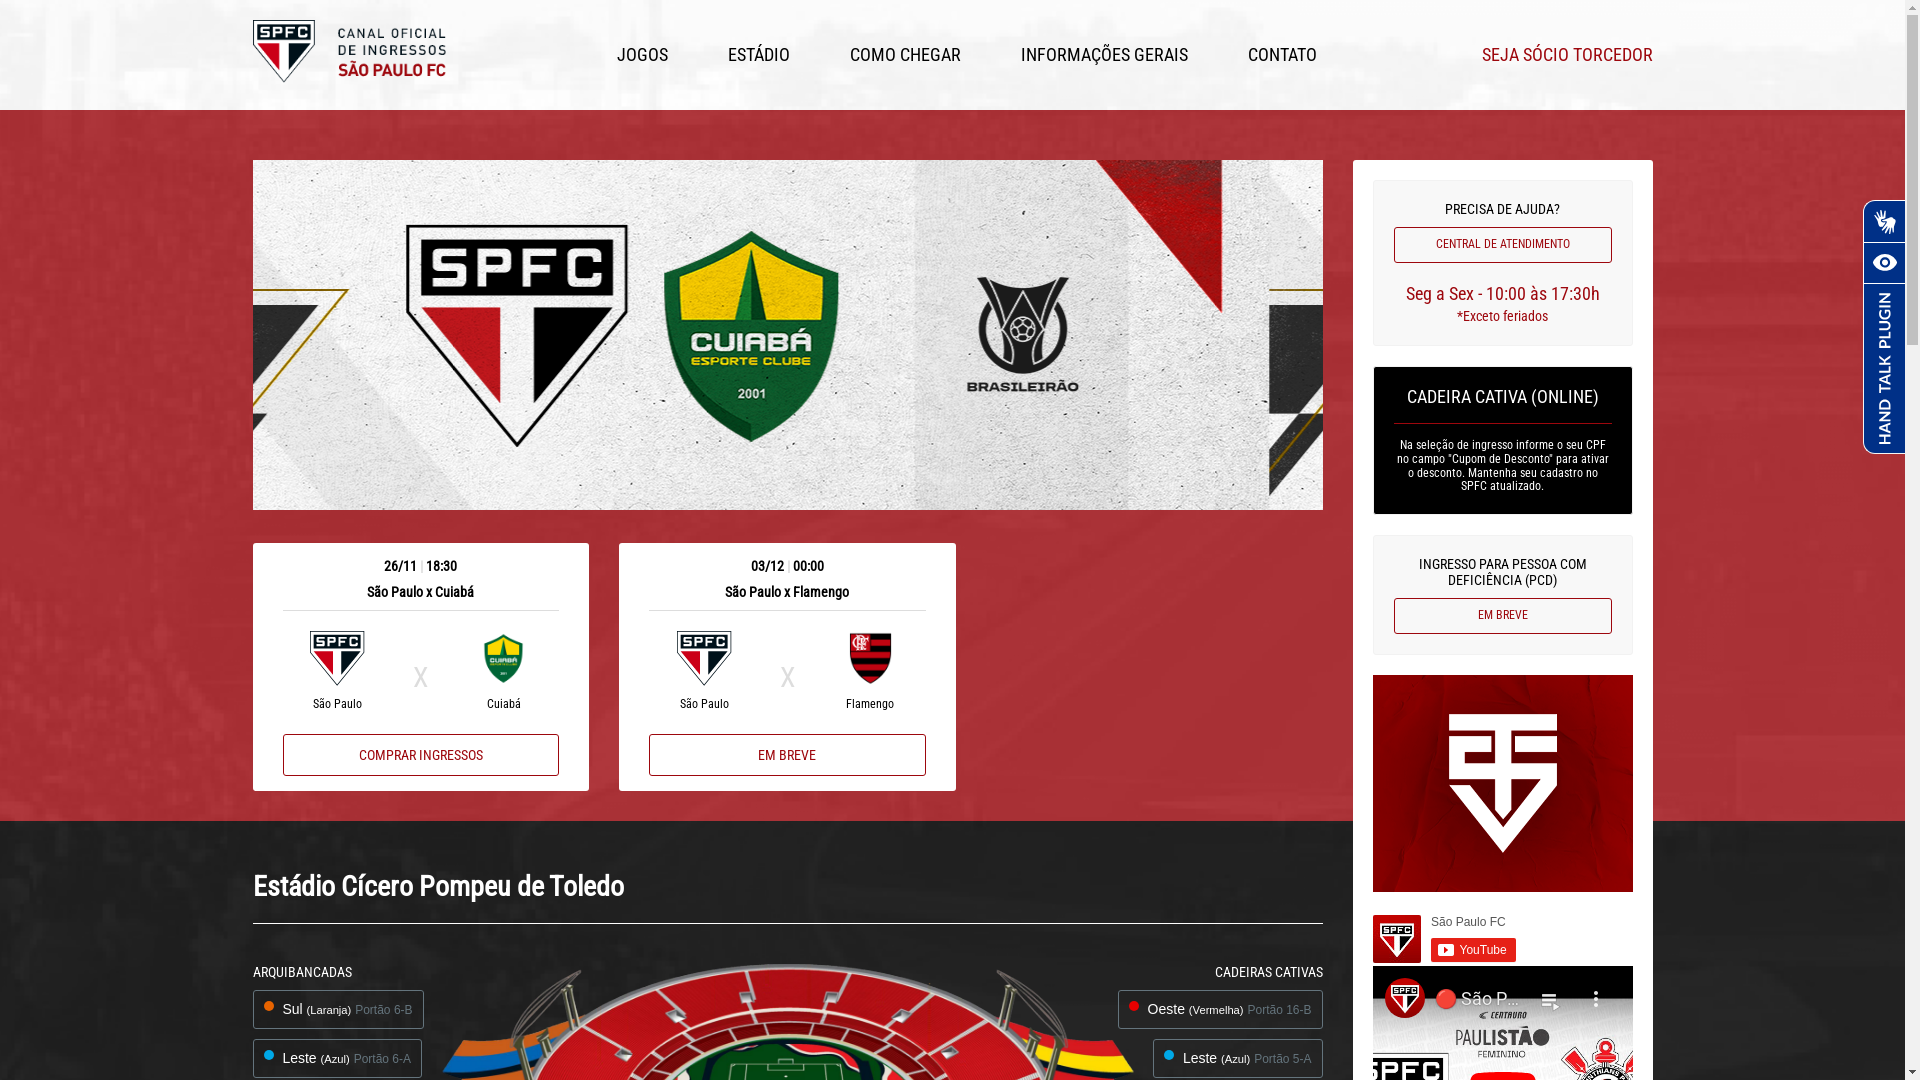 SPFC
CANAL OFICIAL
DE INGRESSOS
SÃO PAULO FC
JOGOS
ESTÁDIO
COMO CHEGAR
INFORMAÇÕES GERAIS
CONTATO
SEJA SÓCIO TORCEDOR
SPFC
CUIABÁ
ESPORTE CLUBE
2001
BRASILEIRÃO
26/11 | 18:30
São Paulo x Cuiabá
SPFC
X
CUIABÁ
São Paulo
Cuiabá
COMPRAR INGRESSOS
03/12 | 00:00
São Paulo x Flamengo
SPFC
X
São Paulo
Flamengo
EM BREVE
PRECISA DE AJUDA?
CENTRAL DE ATENDIMENTO
Seg a Sex - 10:00 às 17:30h
*Exceto feriados
CADEIRA CATIVA (ONLINE)
Na seleção de ingresso informe o seu CPF
no campo "Cupom de Desconto" para ativar
o desconto. Mantenha seu cadastro no
SPFC atualizado.
INGRESSO PARA PESSOA COM
DEFICIÊNCIA (PCD)
EM BREVE
HAND TALK PLUGIN
Estádio Cícero Pompeu de Toledo
ARQUIBANCADAS
Sul (Laranja) Portão 6-B
Leste (Azul) Portão 6-A
CADEIRAS CATIVAS
Oeste (Vermelha) Portão 16-B
Leste (Azul) Portão 5-A
SPFC
São Paulo FC
YouTube
SPFC
São P...
CENTAURO
PAULISTÃO
FEMININO
SPFC